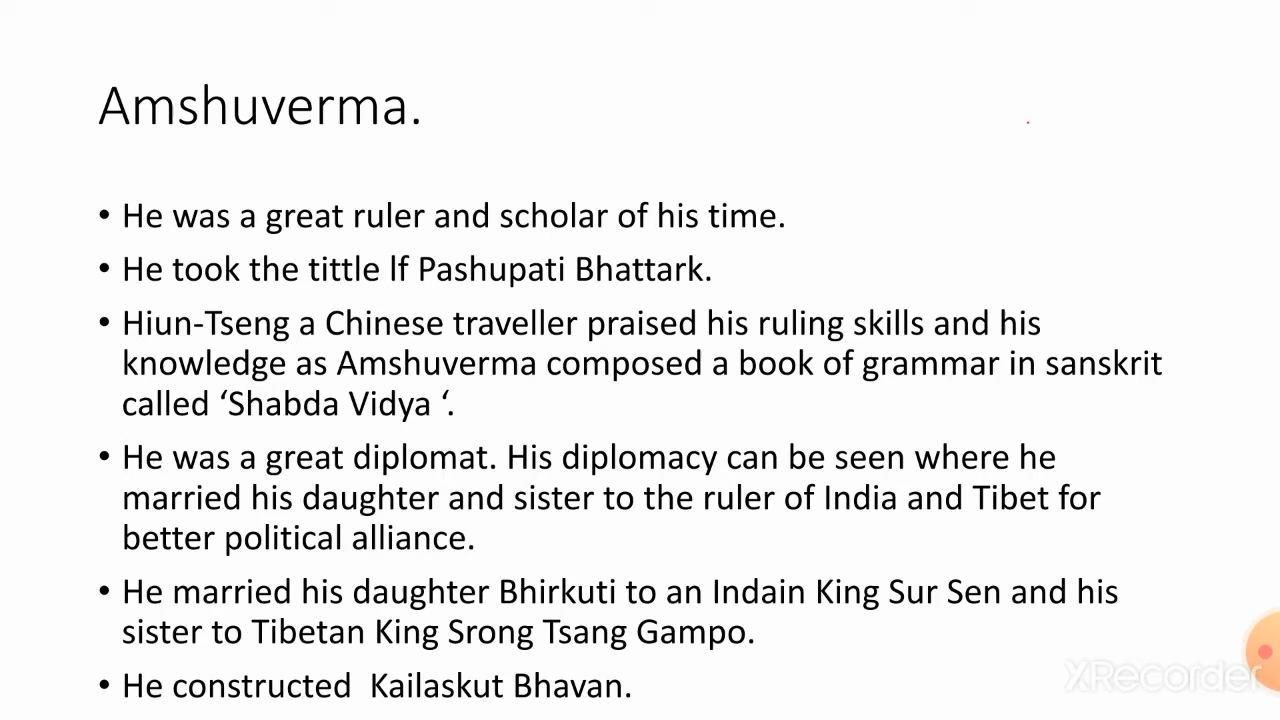 Amshuverma.
• He was a great ruler and scholar of his time.
• He took the tittle lf Pashupati Bhattark.
• Hiun-Tseng a Chinese traveller praised his ruling skills and his
knowledge as Amshuverma composed a book of grammar in sanskrit
called ‘Shabda Vidya ‘.
• He was a great diplomat. His diplomacy can be seen where he
married his daughter and sister to the ruler of India and Tibet for
better political alliance.
• He married his daughter Bhirkuti to an Indain King Sur Sen and his
sister to Tibetan King Srong Tsang Gampo.
• He constructed  Kailaskut Bhavan.
XRecorder